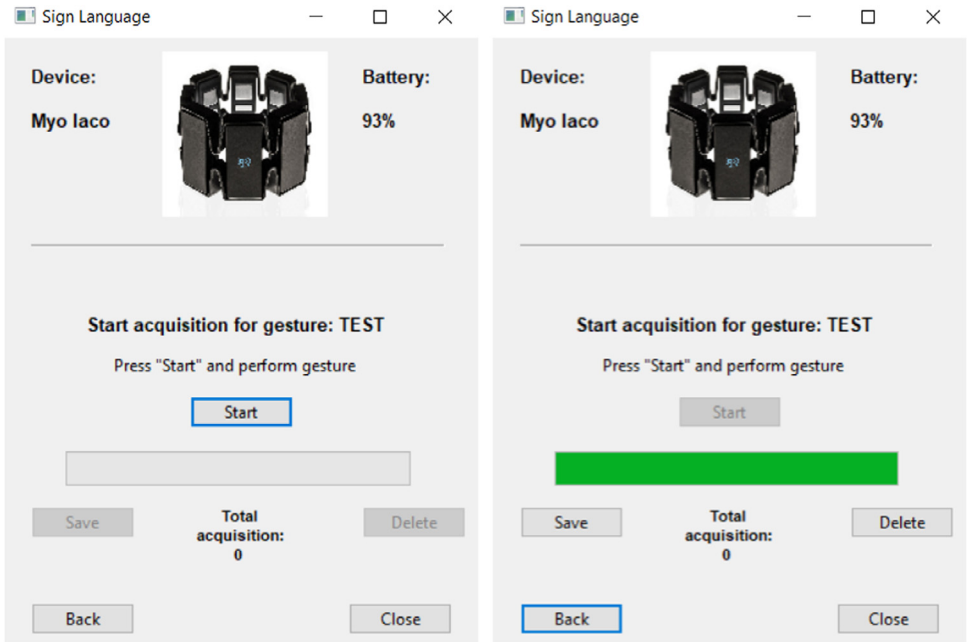 Sign Language
Device:
Battery:
Myo Iaco
93%
Start acquisition for gesture: TEST
Press "Start" and perform gesture
Start
Save
Total
acquisition:
0
Delete
Back
Close
Sign Language
Device:
Battery:
Myo Iaco
93%
Start acquisition for gesture: TEST
Press "Start" and perform gesture
Start
Save
Total
acquisition:
0
Delete
Back
Close